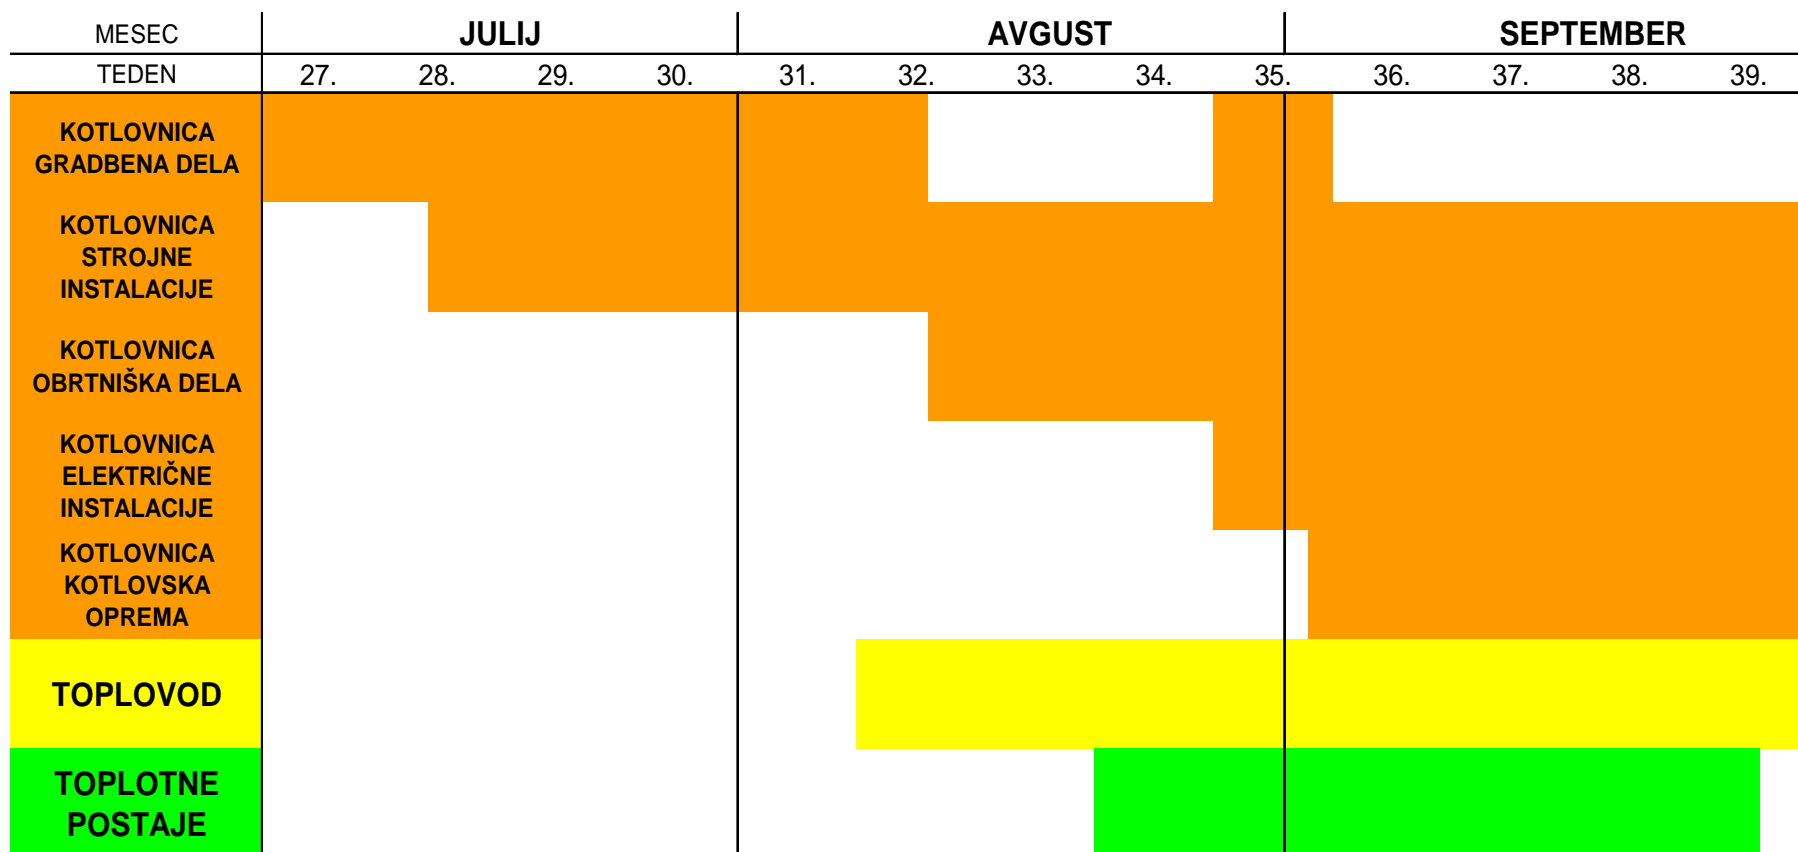 MESEC JULIJ AVGUST SEPTEMBER
TEDEN 27. 28. 29. 30. 31. 32. 33. 34. 35. 36. 37. 38. 39.
KOTLOVNICA
GRADBENA DELA
KOTLOVNICA
STROJNE
INSTALACIJE
KOTLOVNICA
OBRTNIŠKA DELA
KOTLOVNICA
ELEKTRIČNE
INSTALACIJE
KOTLOVNICA
KOTLOVSKA
OPREMA
TOPLOVOD
TOPLOTNE
POSTAJE